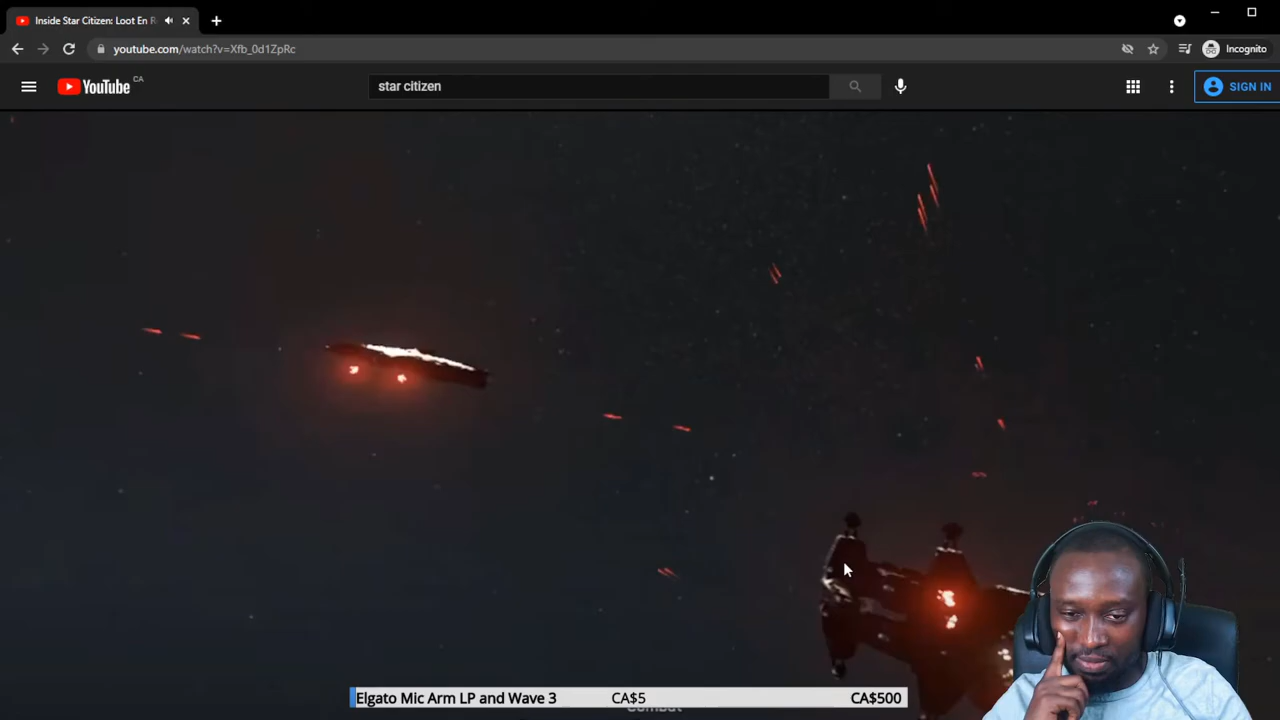 Inside Star Citizen: Loot En R
youtube.com/watch?v=Xfb_0d1ZpRc
Incognito
YouTube CA
star citizen
SIGN IN
Elgato Mic Arm LP and Wave 3 CA$5 CA$500